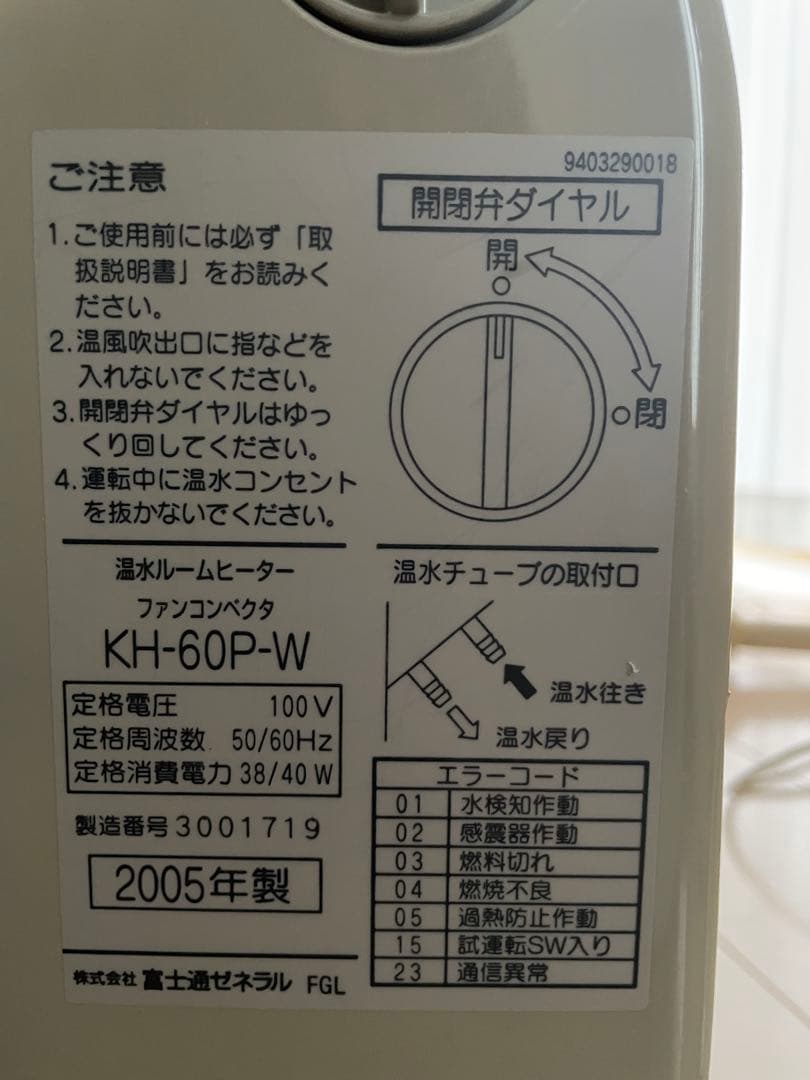 9403290018
ご注意
1.ご使用前には必ず「取
扱説明書」をお読みく
ださい。
2.温風吹出口に指などを
入れないでください。
3.開閉弁ダイヤルはゆっ
くり回してください。
4.運転中に温水コンセント
を抜かないでください。
温水ルームヒーター
ファンコンベクタ
KH-60P-W
定格電圧 100V
定格周波数 50/60Hz
定格消費電力 38/40W
製造番号 3001719
2005年製
株式会社 富士通ゼネラル FGL
開閉弁ダイヤル
開
閉
温水チューブの取付口
温水往き
温水戻り
エラーコード
01 水検知作動
02 感震器作動
03 燃料切れ
04 燃焼不良
05 過熱防止作動
15 試運転SW入り
23 通信異常